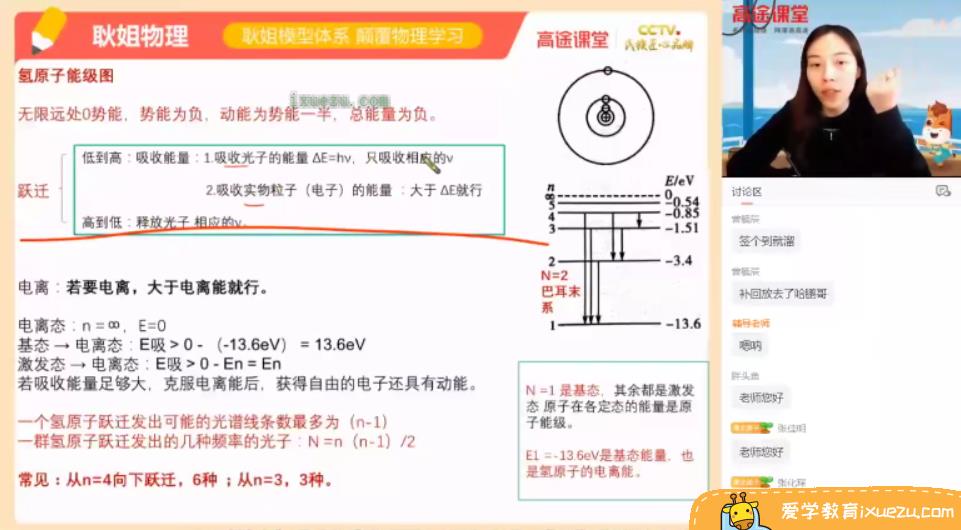 耿姐物理
耿姐模型体系 颠覆物理学习
高途课堂
CCTV.
民族匠心品牌
高途课堂
氢原子能级图
ixuezu.com
无限远处0势能，势能为负，动能为势能一半，总能量为负。
跃迁
低到高：吸收能量：1.吸收光子的能量 ΔE=hν，只吸收相应的ν
2.吸收实物粒子（电子）的能量 ：大于 ΔE就行
高到低：释放光子 相应的ν。
电离：若要电离，大于电离能就行。
电离态：n =∞，E=0
基态 → 电离态：E吸 > 0 -（-13.6eV） = 13.6eV
激发态 → 电离态：E吸 > 0 - En = En
若吸收能量足够大，克服电离能后，获得自由的电子还具有动能。
一个氢原子跃迁发出可能的光谱线条数最多为（n-1）
一群氢原子跃迁发出的几种频率的光子：N =n（n-1）/2
常见：从n=4向下跃迁，6种 ；从n=3，3种。
n
E/eV
∞
0
5
-0.54
4
-0.85
3
-1.51
2
-3.4
N=2
巴耳末
系
1
-13.6
N =1 是基态，其余都是激发
态 原子在各定态的能量是原
子能级。
E1 = -13.6eV是基态能量，也
是氢原子的电离能。
讨论区
签个到就溜
补回放去了哈鹏哥
辅导老师
嗯呐
胖头鱼
老师您好
张佳明
老师您好
张化琛
爱学教育ixuezu.com